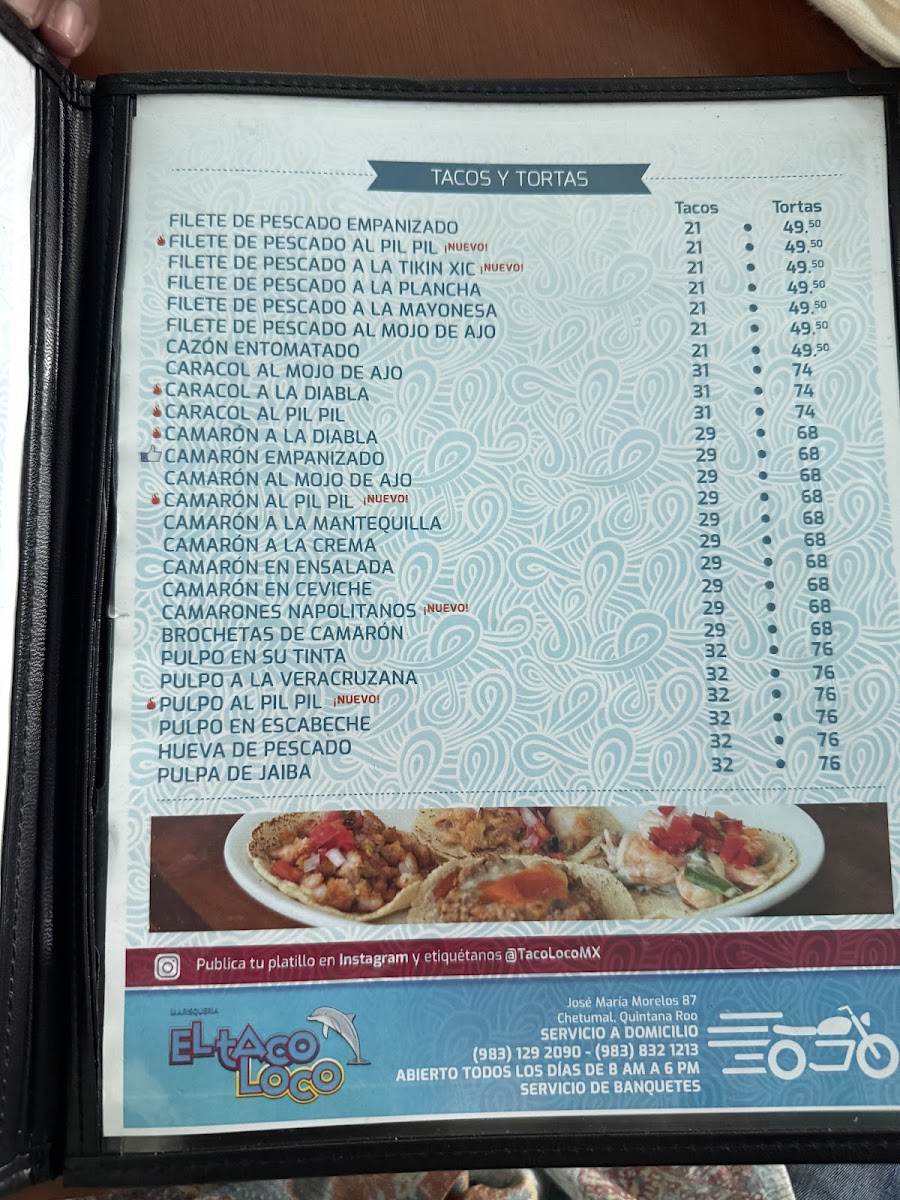 TACOS Y TORTAS
Tacos Tortas
FILETE DE PESCADO EMPANIZADO 21 • 49.50
FILETE DE PESCADO AL PIL PIL ¡NUEVO! 21 • 49.50
FILETE DE PESCADO A LA TIKIN XIC ¡NUEVO! 21 • 49.50
FILETE DE PESCADO A LA PLANCHA 21 • 49.50
FILETE DE PESCADO A LA MAYONESA 21 • 49.50
FILETE DE PESCADO AL MOJO DE AJO 21 • 49.50
CAZÓN ENTOMATADO 21 • 49.50
CARACOL AL MOJO DE AJO 31 • 74
CARACOL A LA DIABLA 31 • 74
CARACOL AL PIL PIL 31 • 74
CAMARÓN A LA DIABLA 29 • 68
CAMARÓN EMPANIZADO 29 • 68
CAMARÓN AL MOJO DE AJO 29 • 68
CAMARÓN AL PIL PIL ¡NUEVO! 29 • 68
CAMARÓN A LA MANTEQUILLA 29 • 68
CAMARÓN A LA CREMA 29 • 68
CAMARÓN EN ENSALADA 29 • 68
CAMARÓN EN CEVICHE 29 • 68
CAMARONES NAPOLITANOS ¡NUEVO! 29 • 68
BROCHETAS DE CAMARÓN 29 • 68
PULPO EN SU TINTA 32 • 76
PULPO A LA VERACRUZANA 32 • 76
PULPO AL PIL PIL ¡NUEVO! 32 • 76
PULPO EN ESCABECHE 32 • 76
HUEVA DE PESCADO 32 • 76
PULPA DE JAIBA 32 • 76
Publica tu platillo en Instagram y etiquétanos @TacoLocoMX
MARISQUERIA
EL TACO
LOCO
José María Morelos 87
Chetumal, Quintana Roo
SERVICIO A DOMICILIO
(983) 129 2090 - (983) 832 1213
ABIERTO TODOS LOS DÍAS DE 8 AM A 6 PM
SERVICIO DE BANQUETES